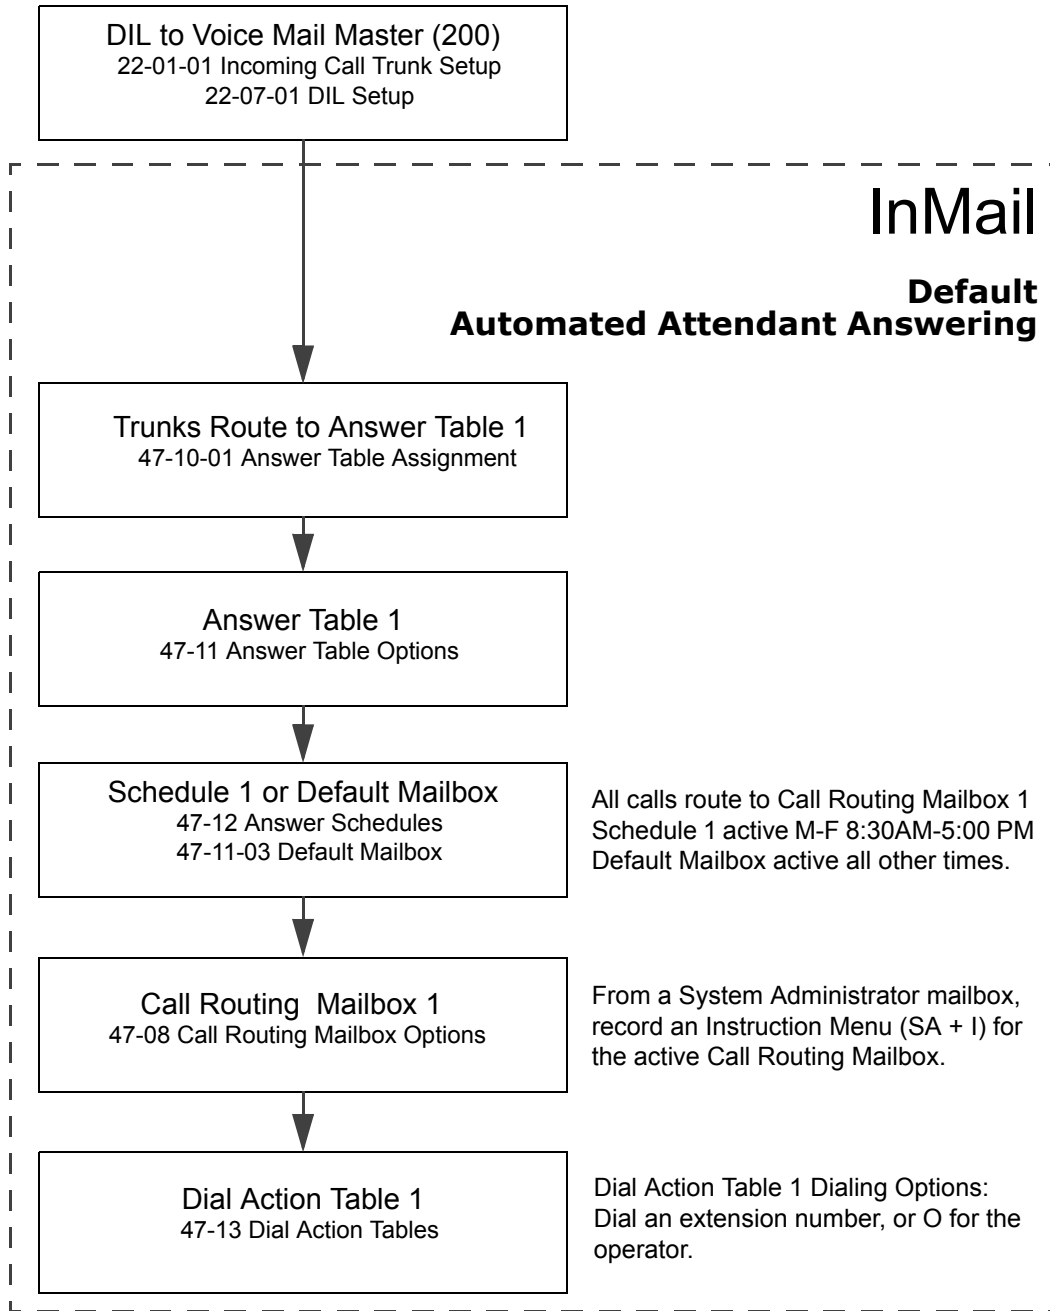 DIL to Voice Mail Master (200)
22-01-01 Incoming Call Trunk Setup
22-07-01 DIL Setup
InMail
Default
Automated Attendant Answering
Trunks Route to Answer Table 1
47-10-01 Answer Table Assignment
Answer Table 1
47-11 Answer Table Options
Schedule 1 or Default Mailbox
47-12 Answer Schedules
47-11-03 Default Mailbox
All calls route to Call Routing Mailbox 1
Schedule 1 active M-F 8:30AM-5:00 PM
Default Mailbox active all other times.
Call Routing Mailbox 1
47-08 Call Routing Mailbox Options
From a System Administrator mailbox,
record an Instruction Menu (SA + I) for
the active Call Routing Mailbox.
Dial Action Table 1
47-13 Dial Action Tables
Dial Action Table 1 Dialing Options:
Dial an extension number, or O for the
operator.